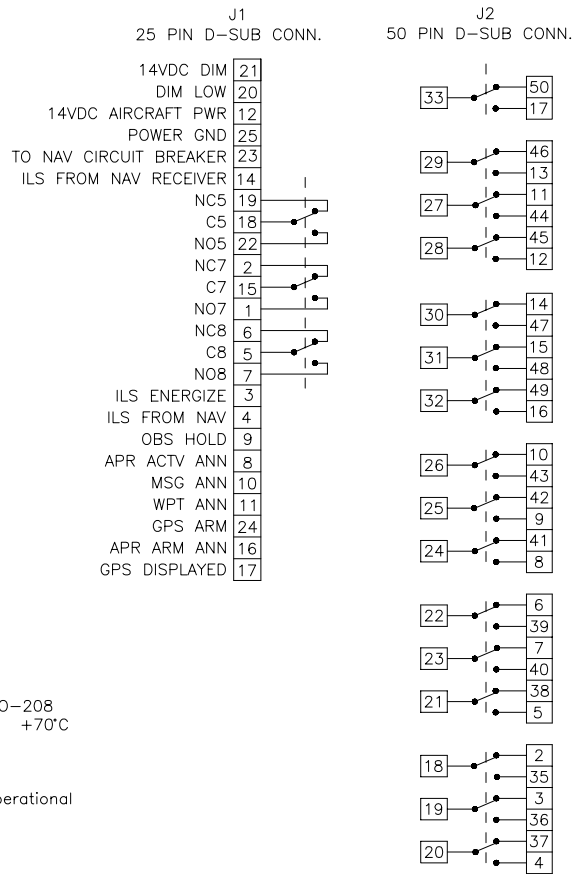 J1
25 PIN D-SUB CONN.
14VDC DIM 21
DIM LOW 20
14VDC AIRCRAFT PWR 12
POWER GND 25
TO NAV CIRCUIT BREAKER 23
ILS FROM NAV RECEIVER 14
NC5 19
C5 18
NO5 22
NC7 2
C7 15
NO7 1
NC8 6
C8 5
NO8 7
ILS ENERGIZE 3
ILS FROM NAV 4
OBS HOLD 9
APR ACTV ANN 8
MSG ANN 10
WPT ANN 11
GPS ARM 24
APR ARM ANN 16
GPS DISPLAYED 17
O-208
+70°C
perational
J2
50 PIN D-SUB CONN.
33 50
17
29 46
13
27 11
44
28 45
12
30 14
47
31 15
48
32 49
16
26 10
43
25 42
9
24 41
8
22 6
39
23 7
40
21 38
5
18 2
35
19 3
36
20 37
4